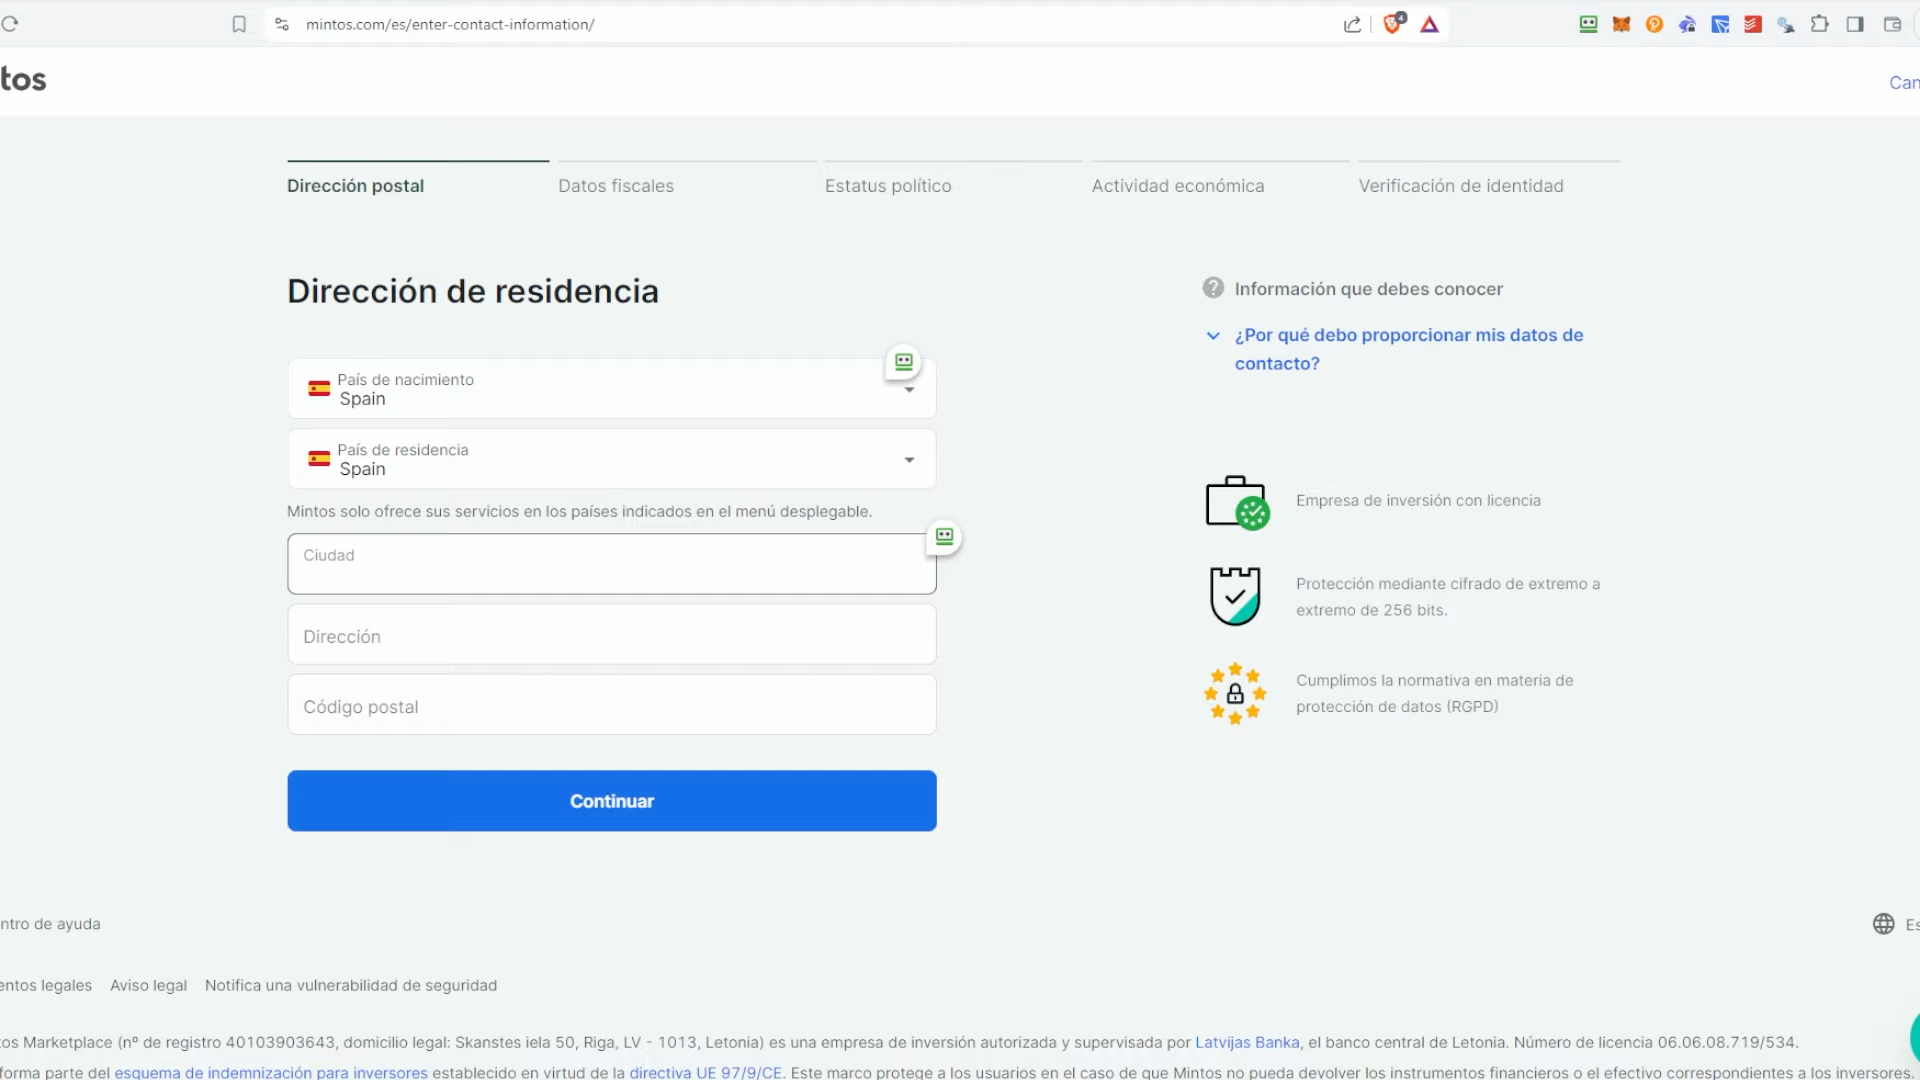 mintos.com/es/enter-contact-information/
4
tos
Can
Dirección postal
Datos fiscales
Estatus político
Actividad económica
Verificación de identidad
Dirección de residencia
País de nacimiento
Spain
País de residencia
Spain
Mintos solo ofrece sus servicios en los países indicados en el menú desplegable.
Ciudad
Dirección
Código postal
Continuar
Información que debes conocer
¿Por qué debo proporcionar mis datos de
contacto?
Empresa de inversión con licencia
Protección mediante cifrado de extremo a
extremo de 256 bits.
Cumplimos la normativa en materia de
protección de datos (RGPD)
ntro de ayuda
Es
entos legales Aviso legal Notifica una vulnerabilidad de seguridad
os Marketplace (nº de registro 40103903643, domicilio legal: Skanstes iela 50, Riga, LV - 1013, Letonia) es una empresa de inversión autorizada y supervisada por Latvijas Banka, el banco central de Letonia. Número de licencia 06.06.08.719/534.
forma parte del esquema de indemnización para inversores establecido en virtud de la directiva UE 97/9/CE. Este marco protege a los usuarios en el caso de que Mintos no pueda devolver los instrumentos financieros o el efectivo correspondientes a los inversores.